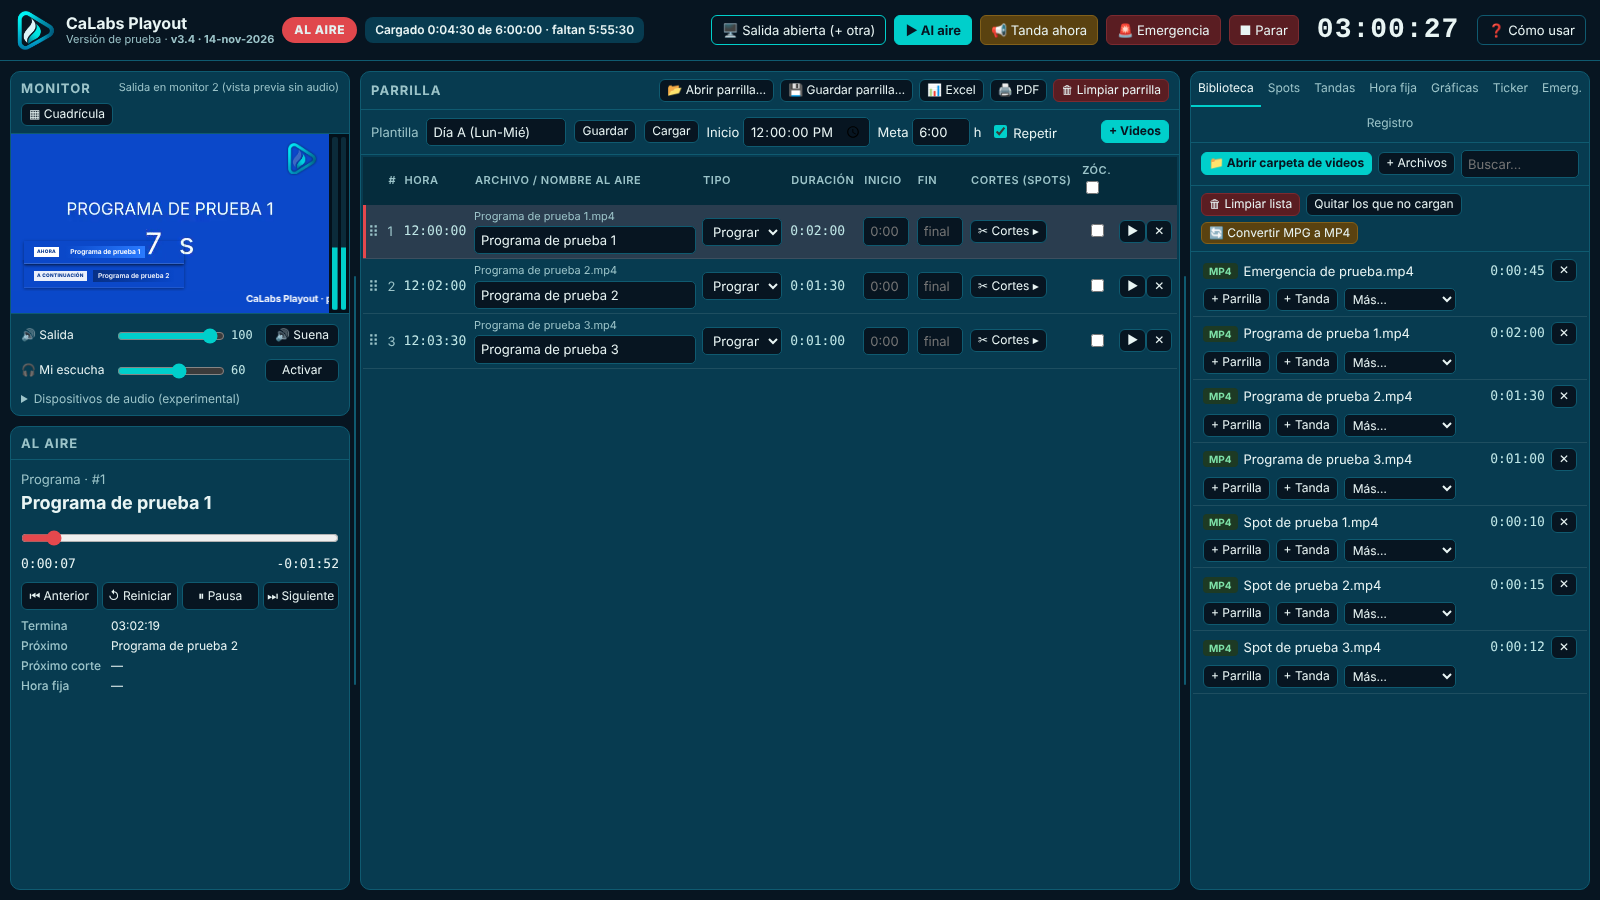 CaLabs Playout
Versión de prueba · v3.4 · 14-nov-2026
AL AIRE
Cargado 0:04:30 de 6:00:00 · faltan 5:55:30
Salida abierta (+ otra)
▶ Al aire
Tanda ahora
Emergencia
Parar
03:00:27
Cómo usar
MONITOR
Salida en monitor 2 (vista previa sin audio)
Cuadrícula
PROGRAMA DE PRUEBA 1
7 s
AHORA Programa de prueba 1
A CONTINUACIÓN Programa de prueba 2
CaLabs Playout ·
Salida 100 Suena
Mi escucha 60 Activar
Dispositivos de audio (experimental)
AL AIRE
Programa · #1
Programa de prueba 1
0:00:07 -0:01:52
Anterior
Reiniciar
Pausa
Siguiente
Termina 03:02:19
Próximo Programa de prueba 2
Próximo corte —
Hora fija —
PARRILLA
Abrir parrilla...
Guardar parrilla...
Excel
PDF
Limpiar parrilla
Plantilla Día A (Lun-Mié) Guardar Cargar Inicio 12:00:00 PM Meta 6:00 h Repetir + Videos
# HORA ARCHIVO / NOMBRE AL AIRE TIPO DURACIÓN INICIO FIN CORTES (SPOTS) ZÓC.
Programa de prueba 1.mp4
1 12:00:00 Programa de prueba 1 Progran 0:02:00 0:00 final Cortes ▸ ▶ ✕
Programa de prueba 2.mp4
2 12:02:00 Programa de prueba 2 Progran 0:01:30 0:00 final Cortes ▸ ▶ ✕
Programa de prueba 3.mp4
3 12:03:30 Programa de prueba 3 Progran 0:01:00 0:00 final Cortes ▸ ▶ ✕
Biblioteca Spots Tandas Hora fija Gráficas Ticker Emerg.
Registro
Abrir carpeta de videos
+ Archivos
Buscar...
Limpiar lista
Quitar los que no cargan
Convertir MPG a MP4
MP4 Emergencia de prueba.mp4 0:00:45 ✕
+ Parrilla + Tanda Más...
MP4 Programa de prueba 1.mp4 0:02:00 ✕
+ Parrilla + Tanda Más...
MP4 Programa de prueba 2.mp4 0:01:30 ✕
+ Parrilla + Tanda Más...
MP4 Programa de prueba 3.mp4 0:01:00 ✕
+ Parrilla + Tanda Más...
MP4 Spot de prueba 1.mp4 0:00:10 ✕
+ Parrilla + Tanda Más...
MP4 Spot de prueba 2.mp4 0:00:15 ✕
+ Parrilla + Tanda Más...
MP4 Spot de prueba 3.mp4 0:00:12 ✕
+ Parrilla + Tanda Más...